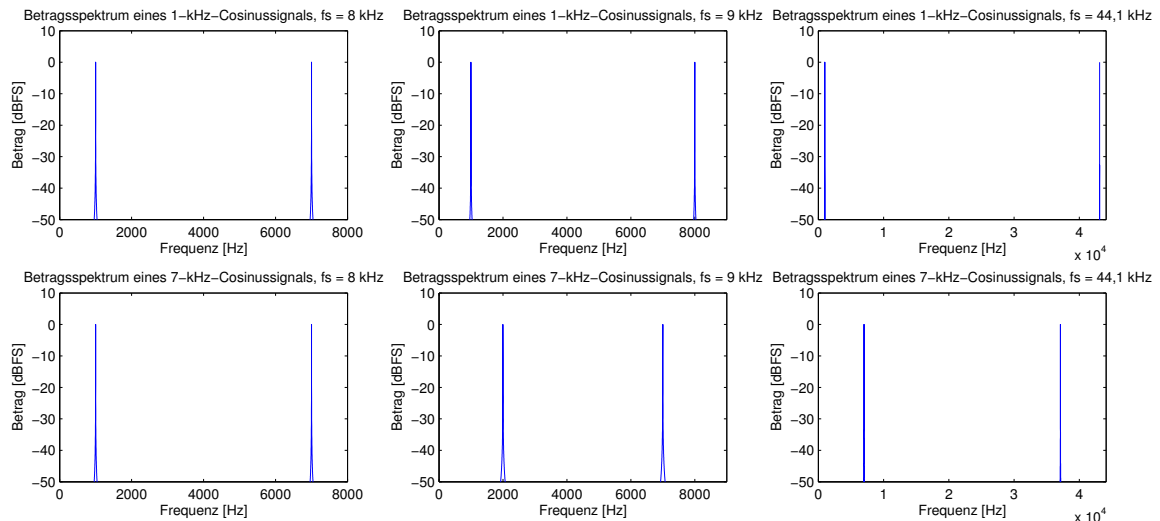 Betragsspektrum eines 1−kHz−Cosinussignals, fs = 8 kHz
10
0
−10
−20
−30
−40
−50
Betrag [dBFS]
0 2000 4000 6000 8000
Frequenz [Hz]
Betragsspektrum eines 1−kHz−Cosinussignals, fs = 9 kHz
10
0
−10
−20
−30
−40
−50
Betrag [dBFS]
0 2000 4000 6000 8000
Frequenz [Hz]
Betragsspektrum eines 1−kHz−Cosinussignals, fs = 44,1 kHz
10
0
−10
−20
−30
−40
−50
Betrag [dBFS]
0 1 2 3 4
x 10^4
Frequenz [Hz]
Betragsspektrum eines 7−kHz−Cosinussignals, fs = 8 kHz
10
0
−10
−20
−30
−40
−50
Betrag [dBFS]
0 2000 4000 6000 8000
Frequenz [Hz]
Betragsspektrum eines 7−kHz−Cosinussignals, fs = 9 kHz
10
0
−10
−20
−30
−40
−50
Betrag [dBFS]
0 2000 4000 6000 8000
Frequenz [Hz]
Betragsspektrum eines 7−kHz−Cosinussignals, fs = 44,1 kHz
10
0
−10
−20
−30
−40
−50
Betrag [dBFS]
0 1 2 3 4
x 10^4
Frequenz [Hz]